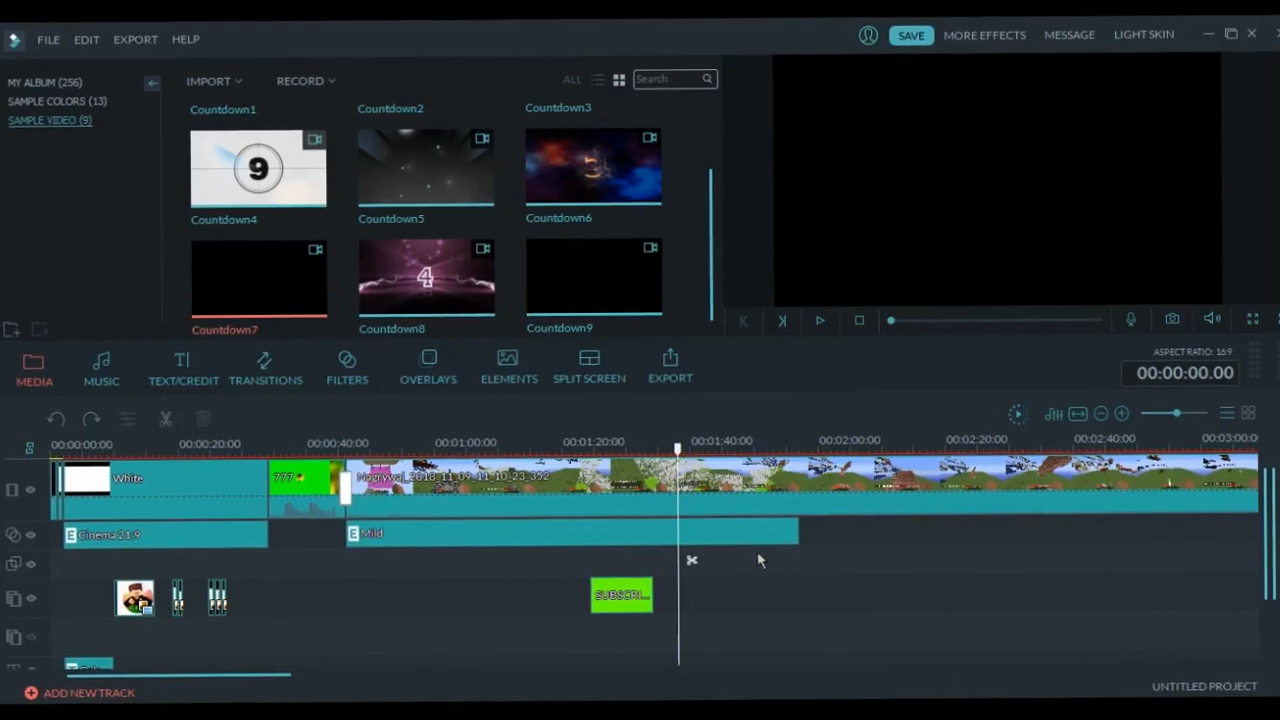 FILE EDIT EXPORT HELP SAVE MORE EFFECTS MESSAGE LIGHT SKIN
MY ALBUM (256)
SAMPLE COLORS (13)
SAMPLE VIDEO (9)
IMPORT RECORD ALL Search
Countdown1 Countdown2 Countdown3
9 5
Countdown4 Countdown5 Countdown6
4
Countdown7 Countdown8 Countdown9
MEDIA MUSIC TEXT/CREDIT TRANSITIONS FILTERS OVERLAYS ELEMENTS SPLIT SCREEN EXPORT
ASPECT RATIO: 16:9
00:00:00.00
00:00:00:00 00:00:20:00 00:00:40:00 00:01:00:00 00:01:20:00 00:01:40:00 00:02:00:00 00:02:20:00 00:02:40:00 00:03:00:0
White 777 Nagrywaj_2018_11_09_11_10_23_352
E Cinema 21:9 E Mild
SUBSCRI...
ADD NEW TRACK UNTITLED PROJECT